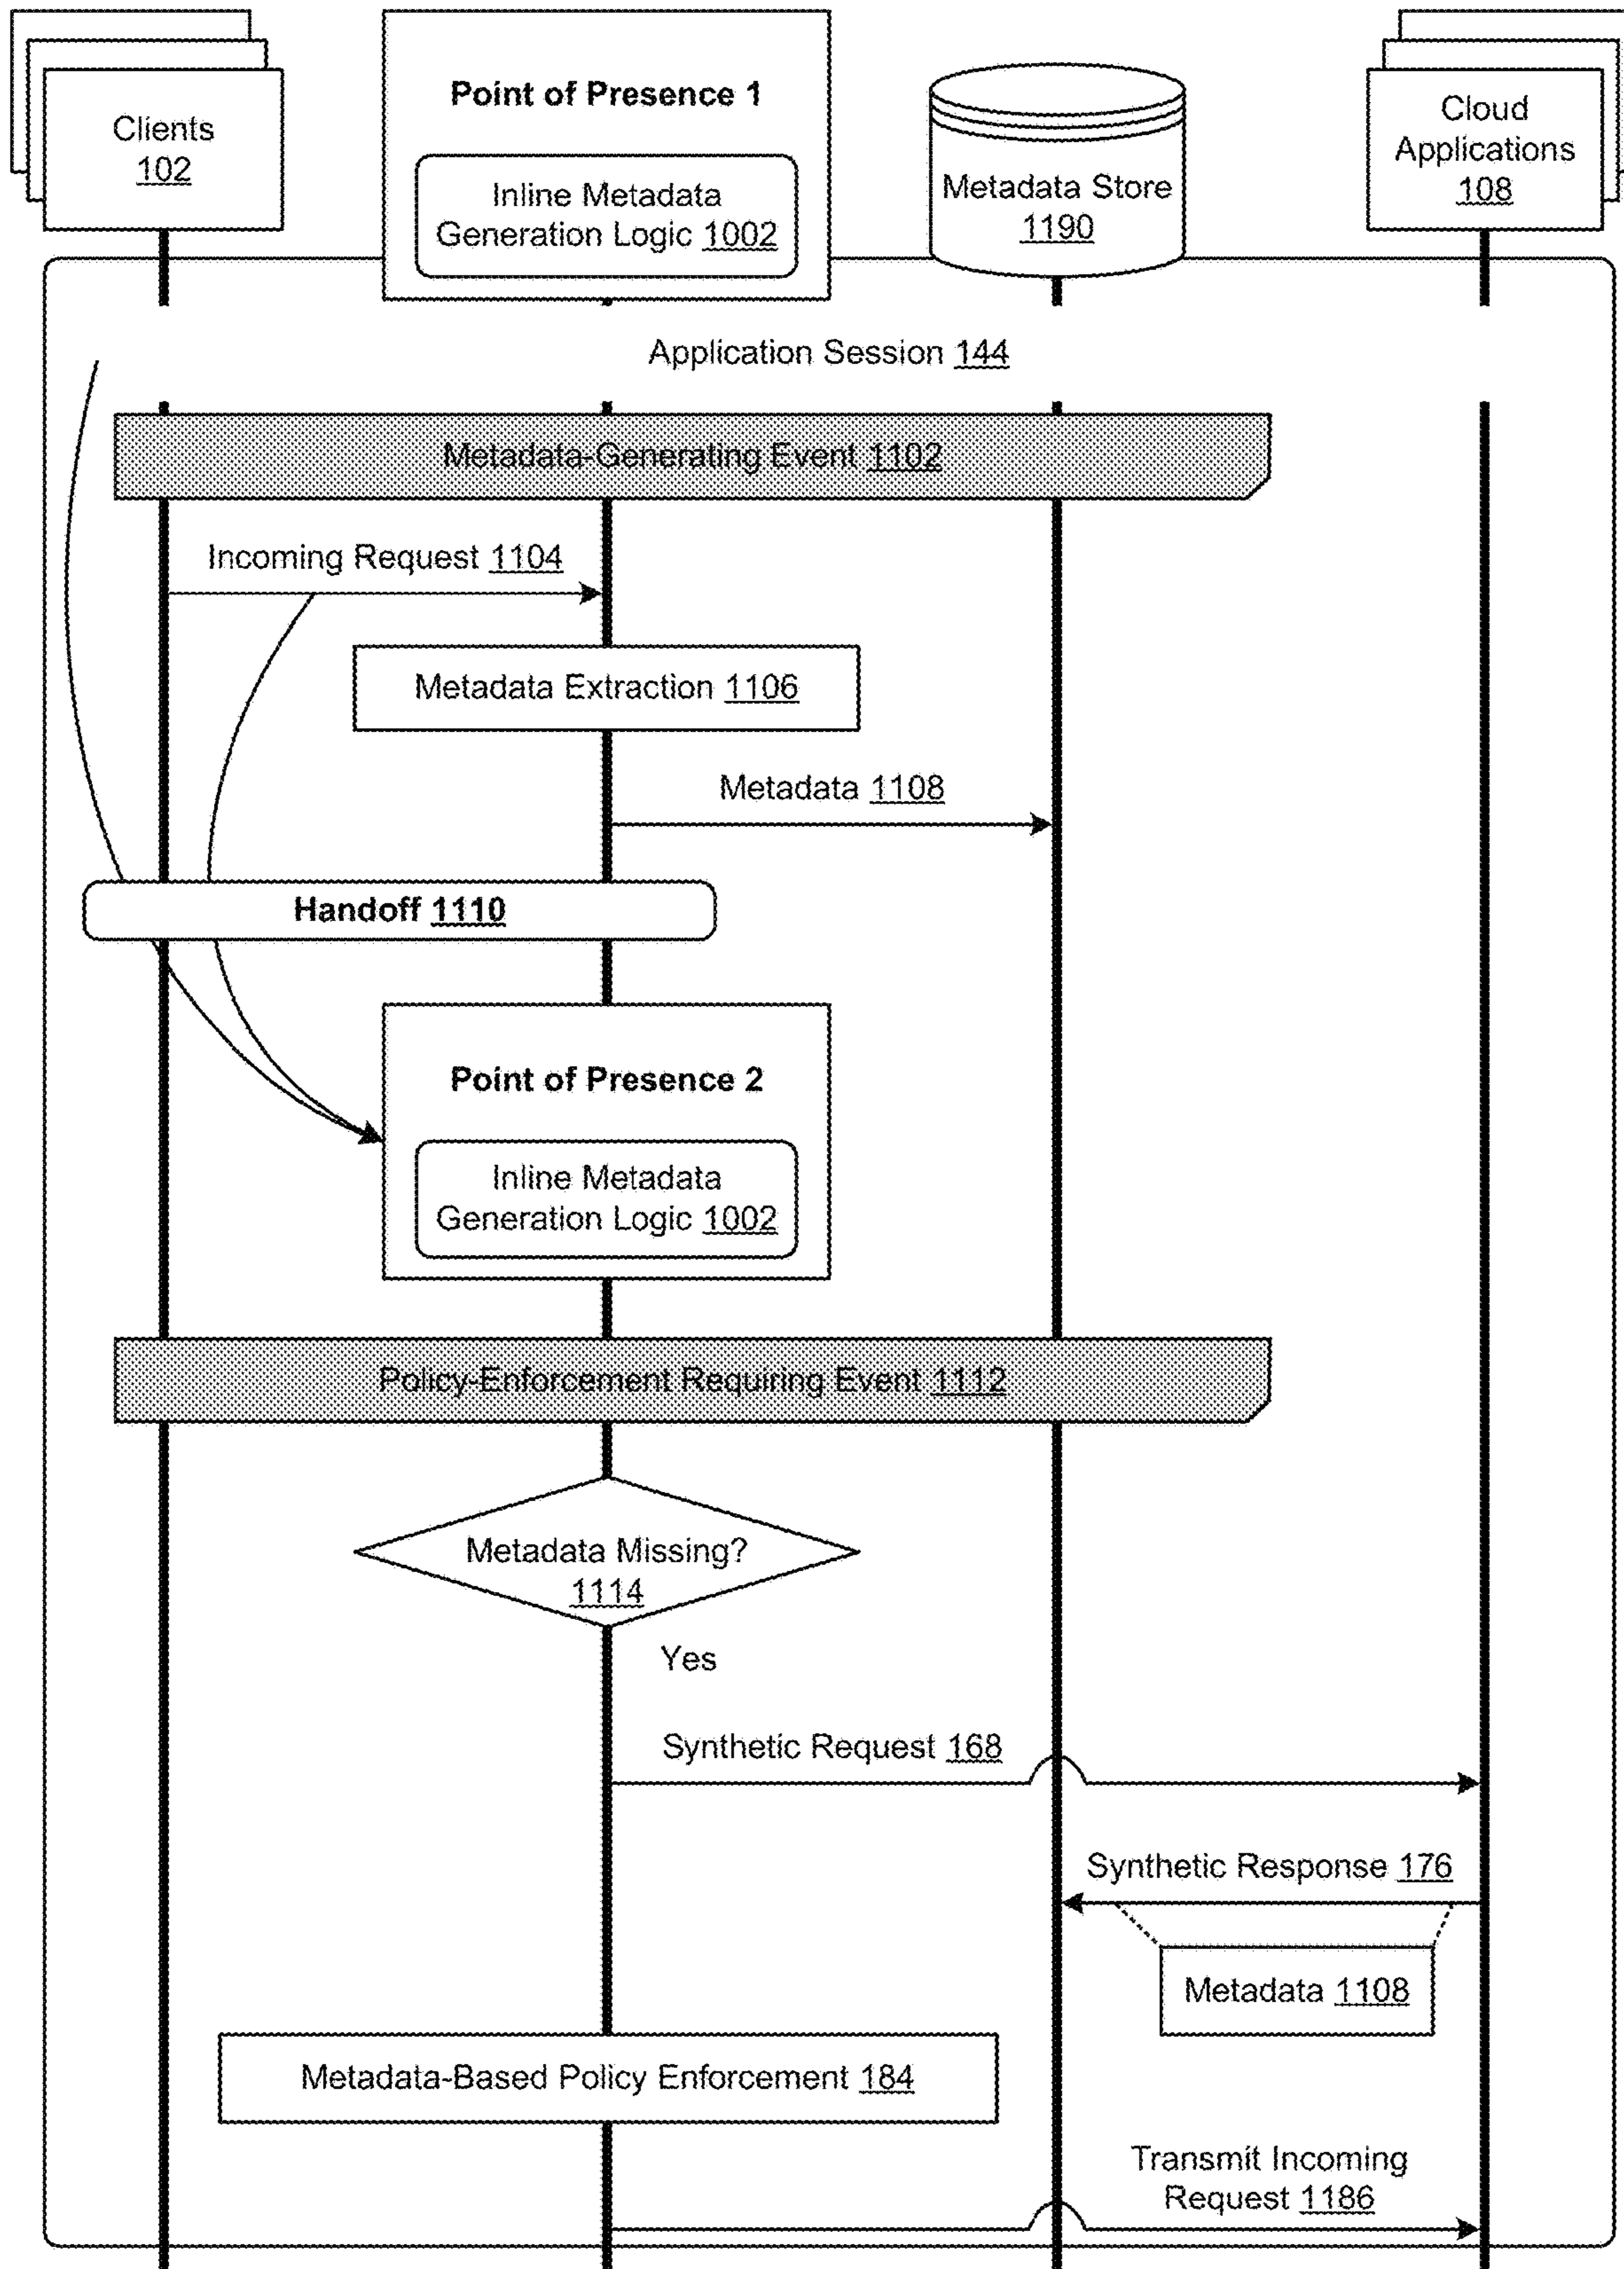 Clients
102
Point of Presence 1
Inline Metadata
Generation Logic 1002
Metadata Store
1190
Cloud
Applications
108
Application Session 144
Metadata-Generating Event 1102
Incoming Request 1104
Metadata Extraction 1106
Metadata 1108
Handoff 1110
Point of Presence 2
Inline Metadata
Generation Logic 1002
Policy-Enforcement Requiring Event 1112
Metadata Missing?
1114
Yes
Synthetic Request 168
Synthetic Response 176
Metadata 1108
Metadata-Based Policy Enforcement 184
Transmit Incoming
Request 1186